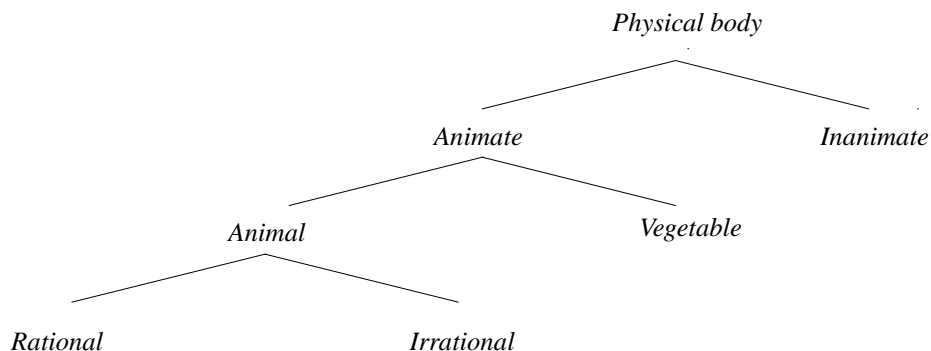 Physical body
Animate
Inanimate
Animal
Vegetable
Rational
Irrational